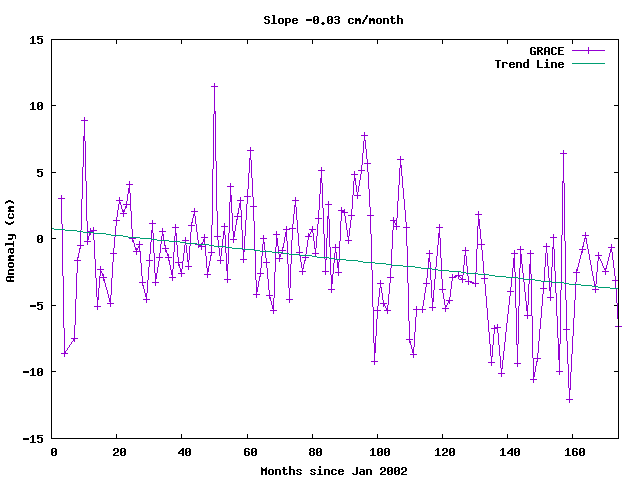 Slope -0.03 cm/month
GRACE
Trend Line
15
10
5
0
-5
-10
-15
Anomaly (cm)
0 20 40 60 80 100 120 140 160
Months since Jan 2002